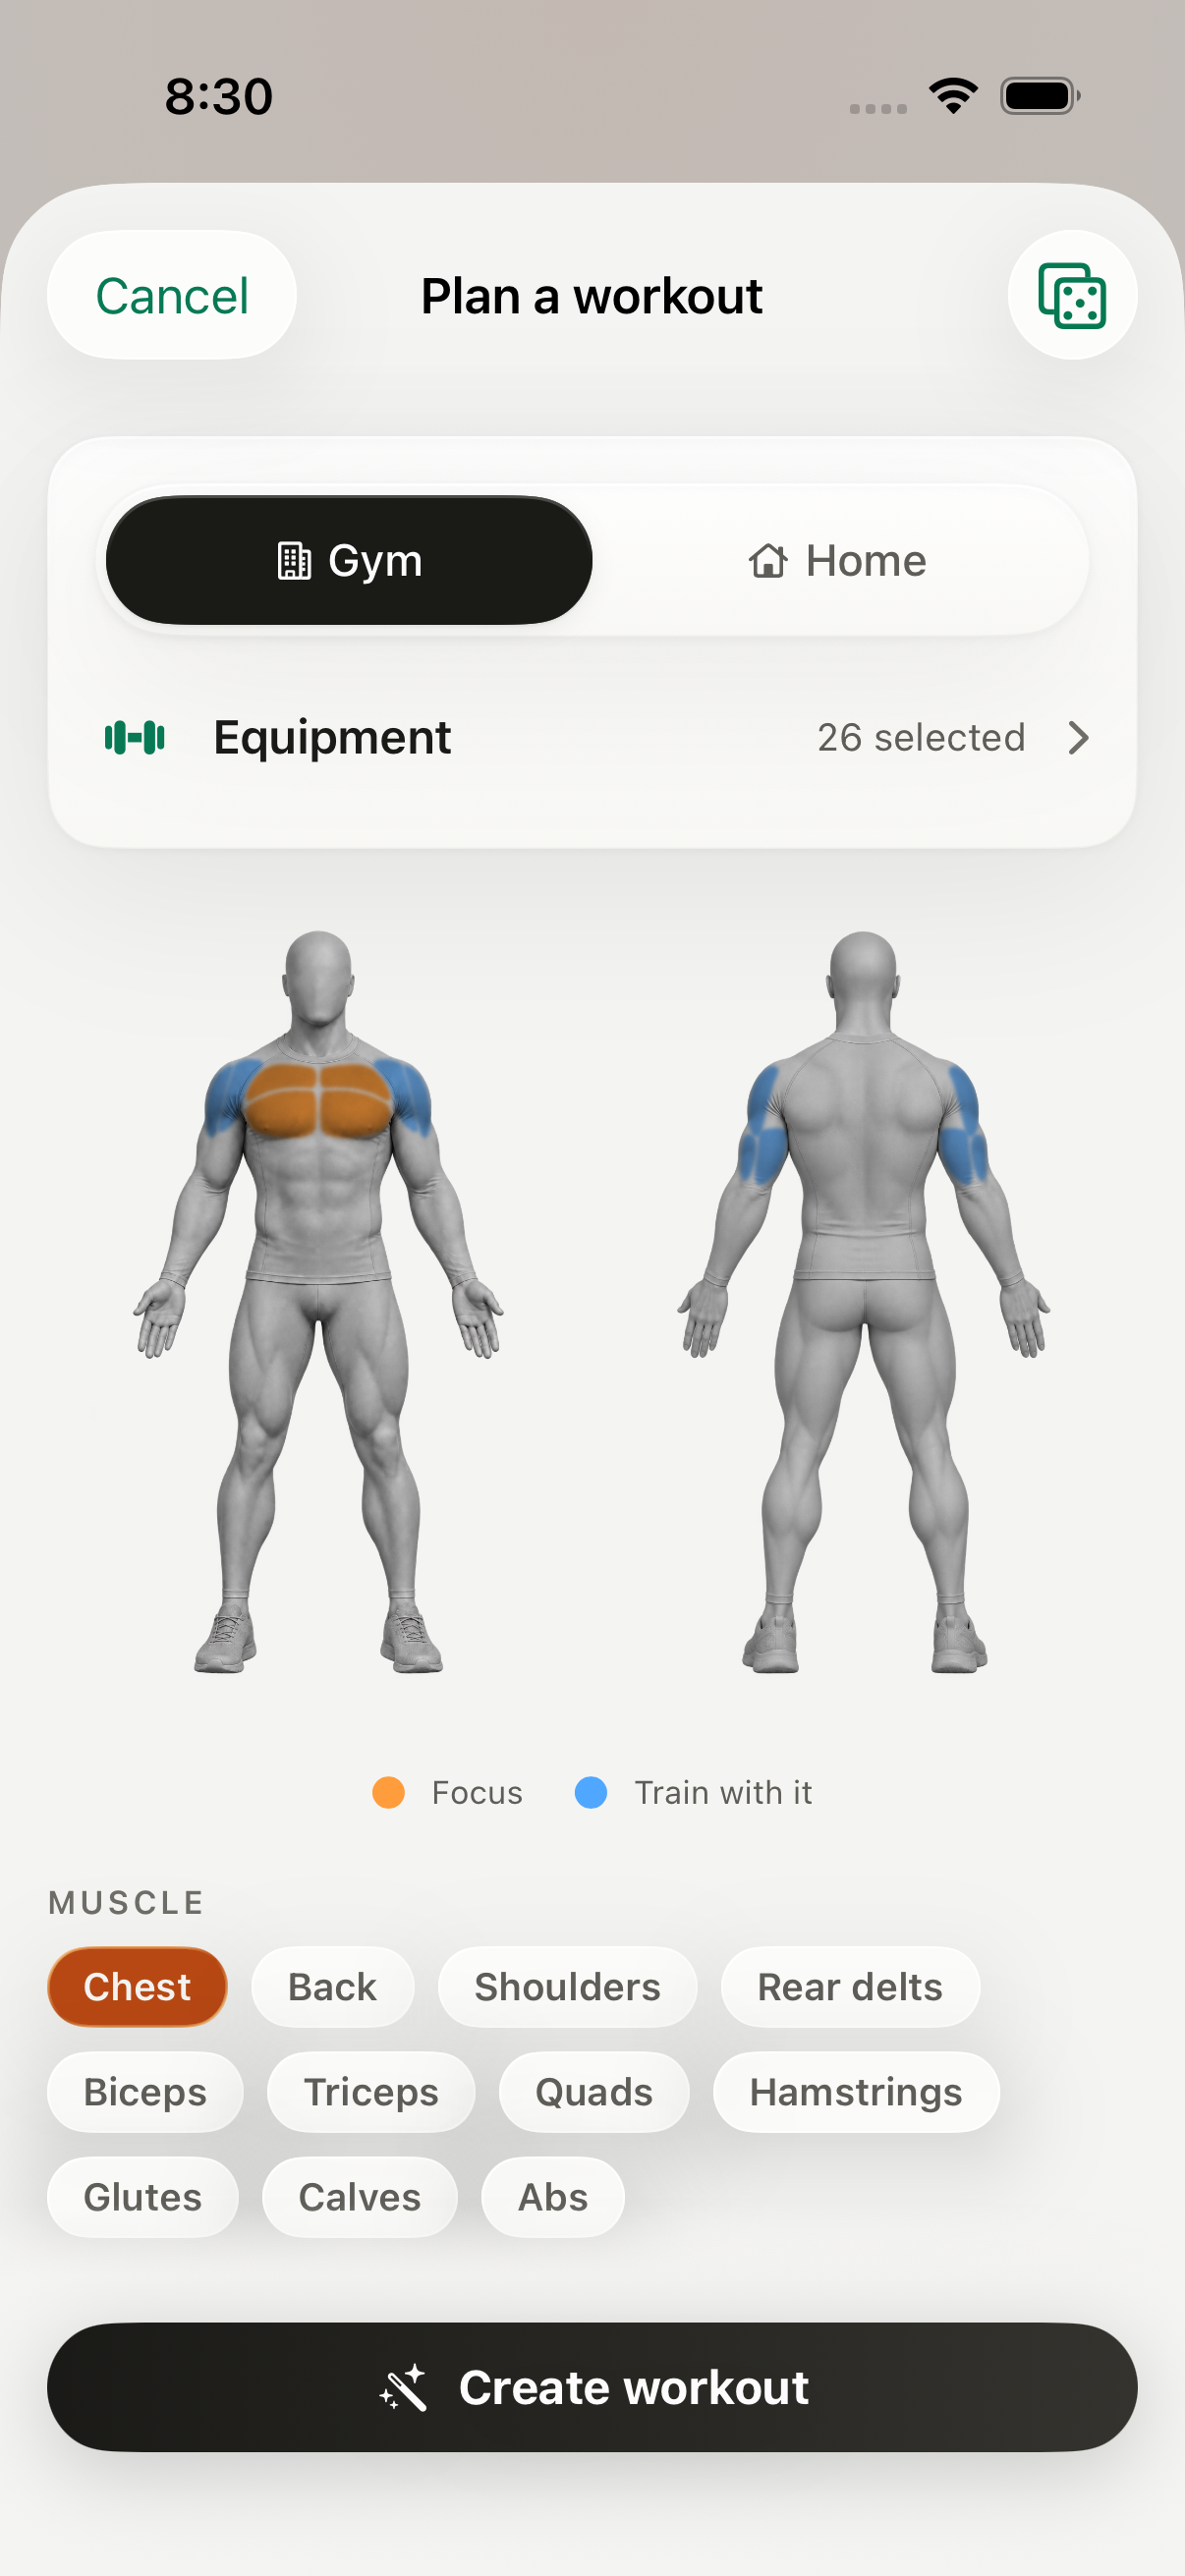 8:30
Cancel
Plan a workout
Gym
Home
Equipment
26 selected
Focus
Train with it
MUSCLE
Chest
Back
Shoulders
Rear delts
Biceps
Triceps
Quads
Hamstrings
Glutes
Calves
Abs
Create workout